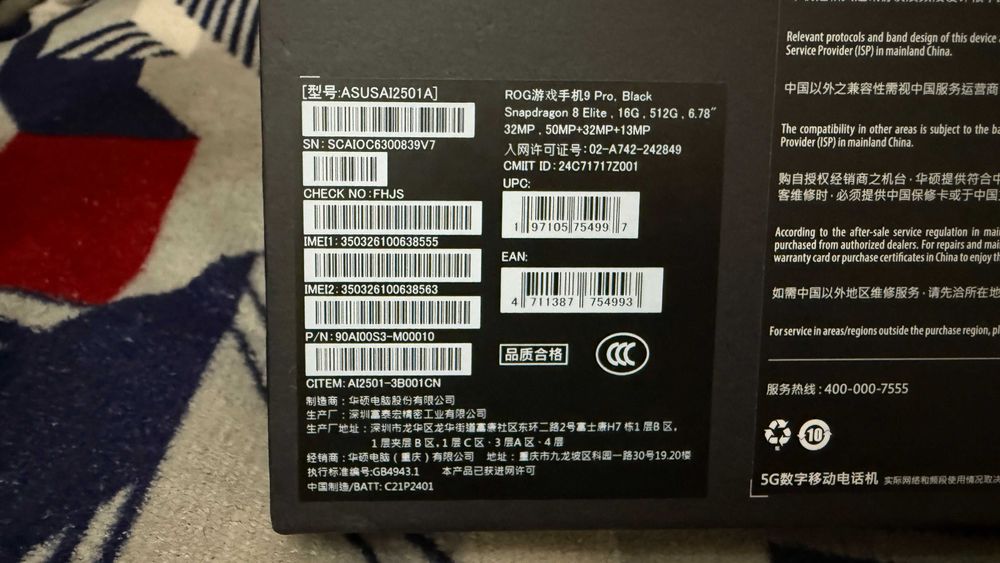 [型号:ASUSAI2501A]
SN: SCAIOC6300839V7
CHECK NO:FHJS
IMEI1: 350326100638555
IMEI2: 350326100638563
P/N: 90AI00S3-M00010
CITEM: AI2501-3B001CN
制造商：华硕电脑股份有限公司
生产厂：深圳富泰宏精密工业有限公司
生产厂地址：深圳市龙华区龙华街道富康社区东环二路2号富士康H7 栋1 层B 区，
1 层夹层 B 区，1 层 C 区、3 层A 区、4 层
经销商：华硕电脑（重庆）有限公司 地址：重庆市九龙坡区科园一路30号19.20楼
执行标准编号:GB4943.1 本产品已获进网许可
中国制造/BATT: C21P2401
ROG游戏手机9 Pro, Black
Snapdragon 8 Elite , 16G , 512G , 6.78"
32MP , 50MP+32MP+13MP
入网许可证号: 02-A742-242849
CMIIT ID: 24C71717Z001
UPC:
1 97105 75499 7
EAN:
4 711387 754993
品质合格
CCC
Relevant protocols and band design of this device
Service Provider (ISP) in mainland China.
中国以外之兼容性需视中国服务运营商
The compatibility in other areas is subject to the
Provider (ISP) in mainland China.
购自授权经销商之机台，华硕提供符合中
客维修时，必须提供中国保修卡或于中国
According to the after-sale service regulation in
purchased from authorized dealers. For repairs and
warranty card or purchase certificates in China to enjoy
如需中国以外地区维修服务，请先洽所在地
For service in areas/regions outside the purchase region,
服务热线：400-000-7555
10
5G数字移动电话机 实际网络和频段使用情况取决